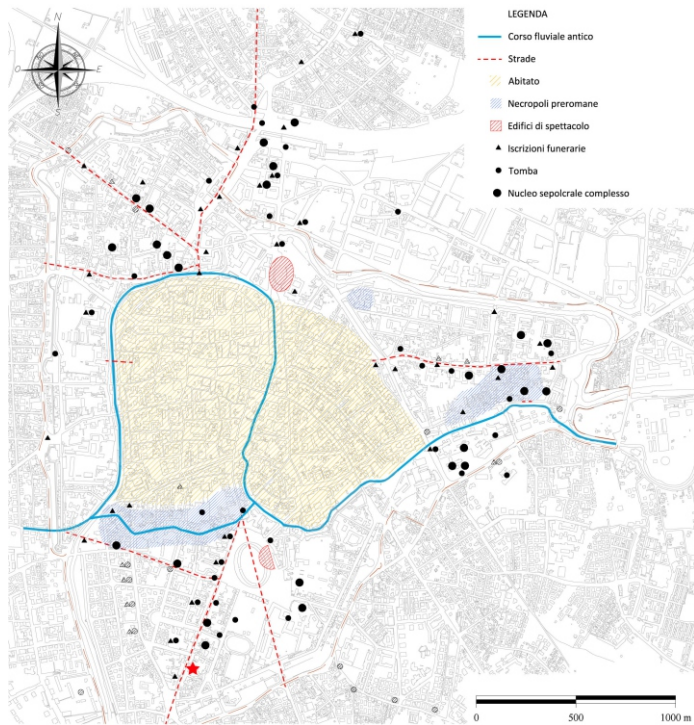 N
O
E
S
LEGENDA
Corso fluviale antico
Strade
Abitato
Necropoli preromane
Edifici di spettacolo
Iscrizioni funerarie
Tomba
Nucleo sepolcrale complesso
0 500 1000 m